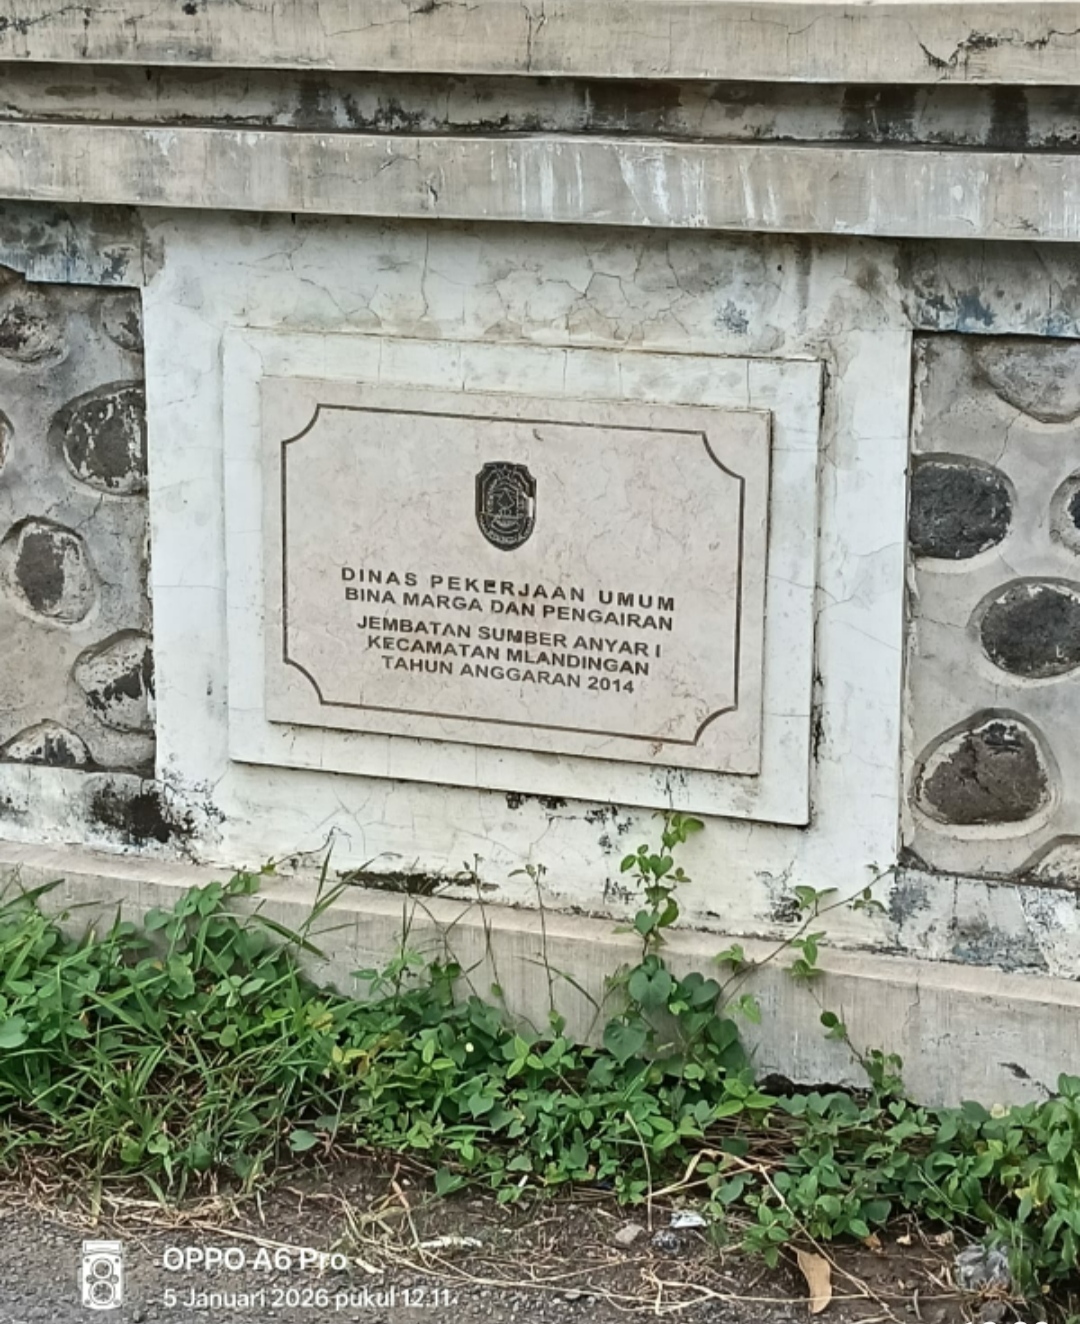 DINAS PEKERJAAN UMUM
BINA MARGA DAN PENGAIRAN
JEMBATAN SUMBER ANYAR I
KECAMATAN MLANDINGAN
TAHUN ANGGARAN 2014
OPPO A6 Pro
5 Januari 2026 pukul 12.11